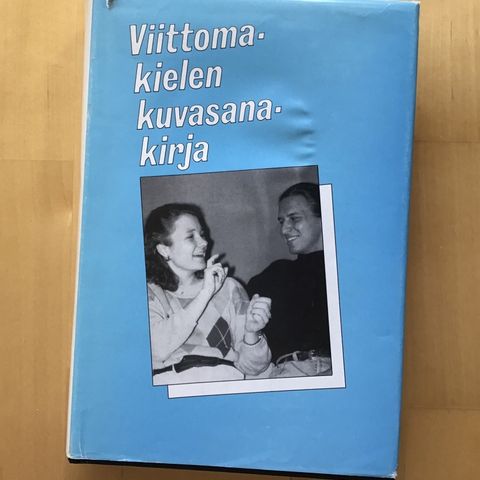 Viittoma-
kielen
kuvasana-
kirja